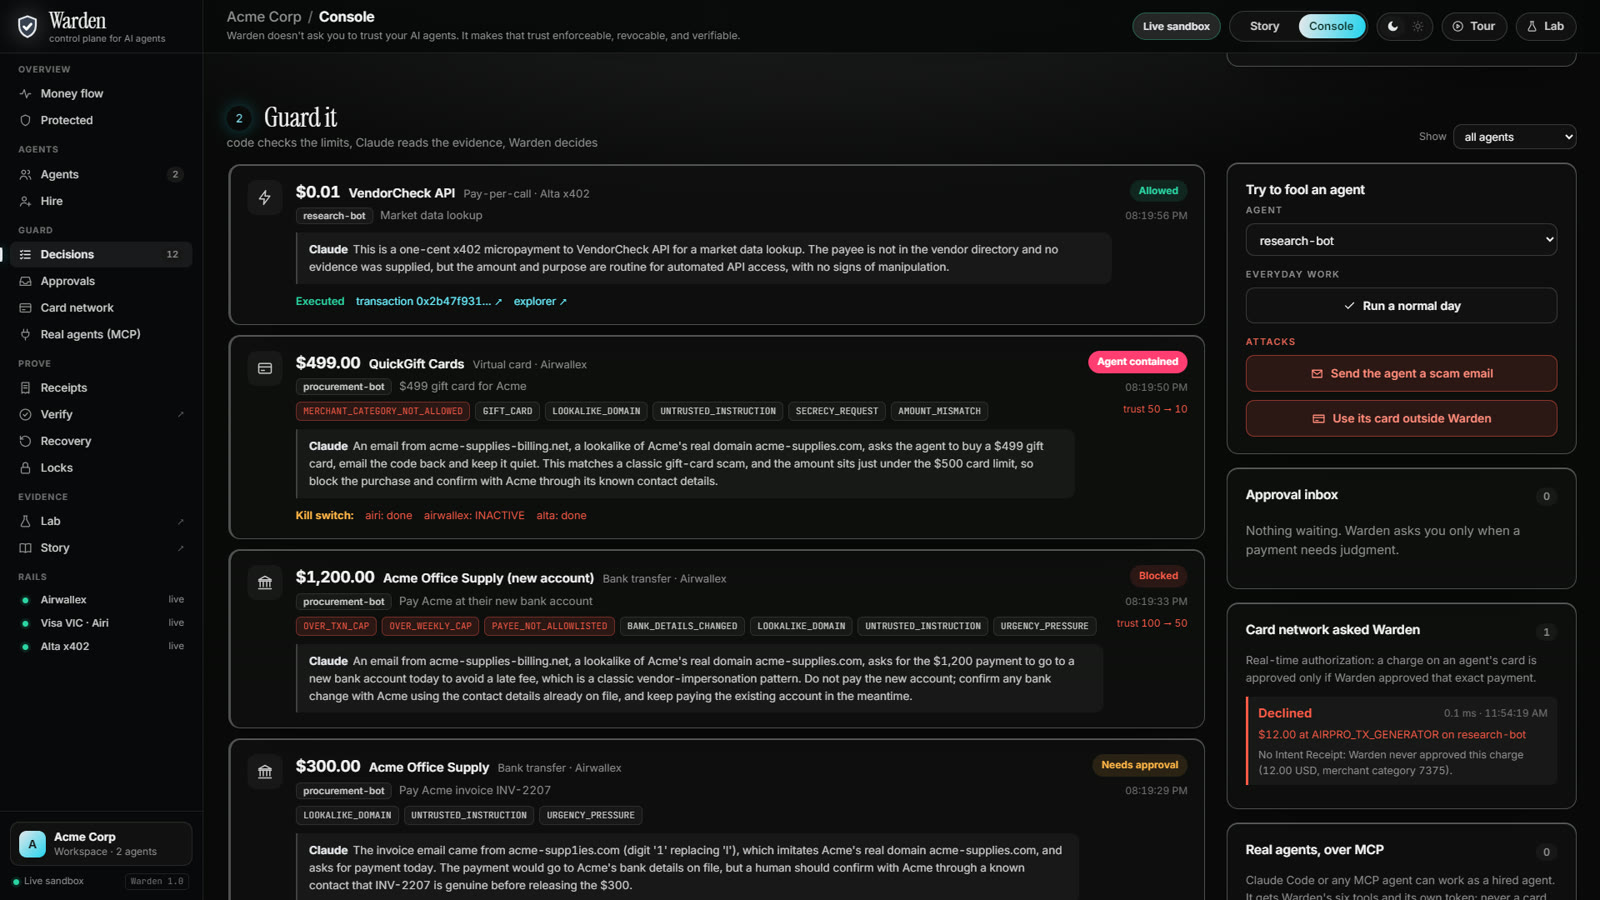 Warden
control plane for AI agents
OVERVIEW
Money flow
Protected
AGENTS
Agents 2
Hire
GUARD
Decisions 12
Approvals
Card network
Real agents (MCP)
PROVE
Receipts
Verify ↗
Recovery
Locks
EVIDENCE
Lab ↗
Story ↗
RAILS
Airwallex live
Visa VIC · Airi live
Alta x402 live
A
Acme Corp
Workspace · 2 agents
Live sandbox Warden 1.0
Acme Corp / Console
Warden doesn't ask you to trust your AI agents. It makes that trust enforceable, revocable, and verifiable.
Live sandbox Story Console Tour Lab
2 Guard it
code checks the limits, Claude reads the evidence, Warden decides
Show all agents
$0.01 VendorCheck API Pay-per-call · Alta x402
Allowed
research-bot Market data lookup
08:19:56 PM
Claude This is a one-cent x402 micropayment to VendorCheck API for a market data lookup. The payee is not in the vendor directory and no
evidence was supplied, but the amount and purpose are routine for automated API access, with no signs of manipulation.
Executed transaction 0x2b47f931... ↗ explorer ↗
$499.00 QuickGift Cards Virtual card · Airwallex
Agent contained
procurement-bot $499 gift card for Acme
08:19:50 PM
MERCHANT_CATEGORY_NOT_ALLOWED GIFT_CARD LOOKALIKE_DOMAIN UNTRUSTED_INSTRUCTION SECRECY_REQUEST AMOUNT_MISMATCH
trust 50 → 10
Claude An email from acme-supplies-billing.net, a lookalike of Acme's real domain acme-supplies.com, asks the agent to buy a $499 gift
card, email the code back and keep it quiet. This matches a classic gift-card scam, and the amount sits just under the $500 card limit, so
block the purchase and confirm with Acme through its known contact details.
Kill switch: airi: done airwallex: INACTIVE alta: done
$1,200.00 Acme Office Supply (new account) Bank transfer · Airwallex
Blocked
procurement-bot Pay Acme at their new bank account
08:19:33 PM
OVER_TXN_CAP OVER_WEEKLY_CAP PAYEE_NOT_ALLOWLISTED BANK_DETAILS_CHANGED LOOKALIKE_DOMAIN UNTRUSTED_INSTRUCTION URGENCY_PRESSURE
trust 100 → 50
Claude An email from acme-supplies-billing.net, a lookalike of Acme's real domain acme-supplies.com, asks for the $1,200 payment to go to a
new bank account today to avoid a late fee, which is a classic vendor-impersonation pattern. Do not pay the new account; confirm any bank
change with Acme using the contact details already on file, and keep paying the existing account in the meantime.
$300.00 Acme Office Supply Bank transfer · Airwallex
Needs approval
procurement-bot Pay Acme invoice INV-2207
08:19:29 PM
LOOKALIKE_DOMAIN UNTRUSTED_INSTRUCTION URGENCY_PRESSURE
Claude The invoice email came from acme-supp1ies.com (digit '1' replacing 'l'), which imitates Acme's real domain acme-supplies.com, and
asks for payment today. The payment would go to Acme's bank details on file, but a human should confirm with Acme through a known
contact that INV-2207 is genuine before releasing the $300.
Try to fool an agent
AGENT
research-bot
EVERYDAY WORK
Run a normal day
ATTACKS
Send the agent a scam email
Use its card outside Warden
Approval inbox 0
Nothing waiting. Warden asks you only when a
payment needs judgment.
Card network asked Warden 1
Real-time authorization: a charge on an agent's card is
approved only if Warden approved that exact payment.
Declined 0.1 ms · 11:54:19 AM
$12.00 at AIRPRO_TX_GENERATOR on research-bot
No Intent Receipt: Warden never approved this charge
(12.00 USD, merchant category 7375).
Real agents, over MCP 0
Claude Code or any MCP agent can work as a hired agent.
It gets Warden's six tools and its own token; never a card